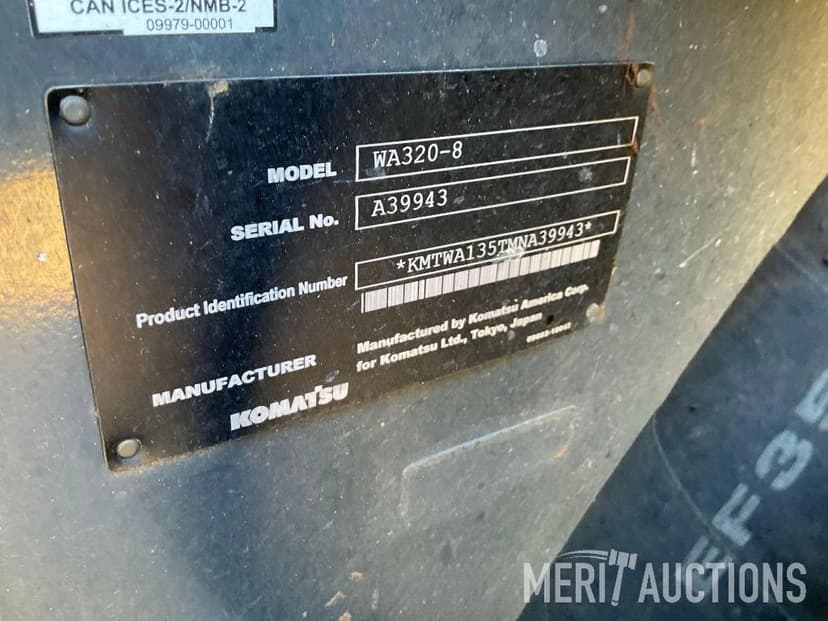 CAN ICES-2/NMB-2
09979-00001
MODEL WA320-8
SERIAL No. A39943
Product Identification Number *KMTWA135TMNA39943*
MANUFACTURER Manufactured by Komatsu America Corp.
for Komatsu Ltd., Tokyo, Japan
KOMATSU
MERIT AUCTIONS